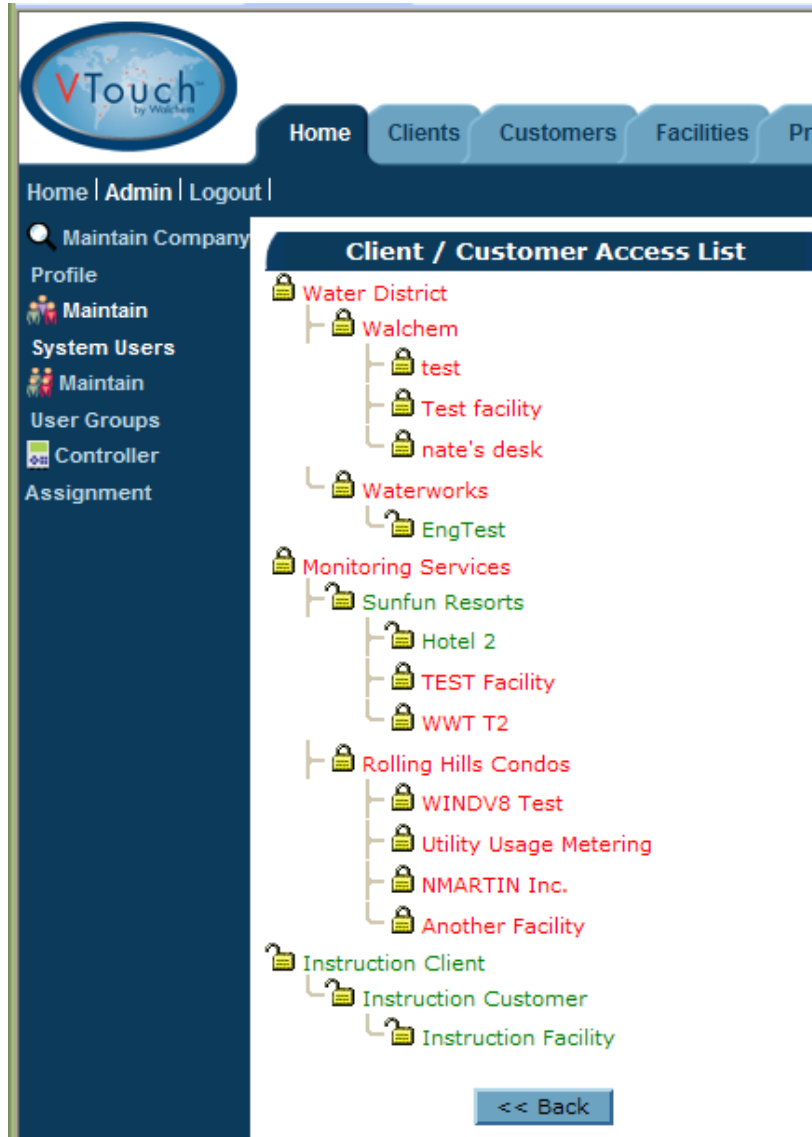 VTouch™
by Walchem
Home Clients Customers Facilities Pr
Home | Admin | Logout |
Maintain Company
Profile
Maintain
System Users
Maintain
User Groups
Controller
Assignment
Client / Customer Access List
Water District
Walchem
test
Test facility
nate's desk
Waterworks
EngTest
Monitoring Services
Sunfun Resorts
Hotel 2
TEST Facility
WWT T2
Rolling Hills Condos
WINDV8 Test
Utility Usage Metering
NMARTIN Inc.
Another Facility
Instruction Client
Instruction Customer
Instruction Facility
<< Back